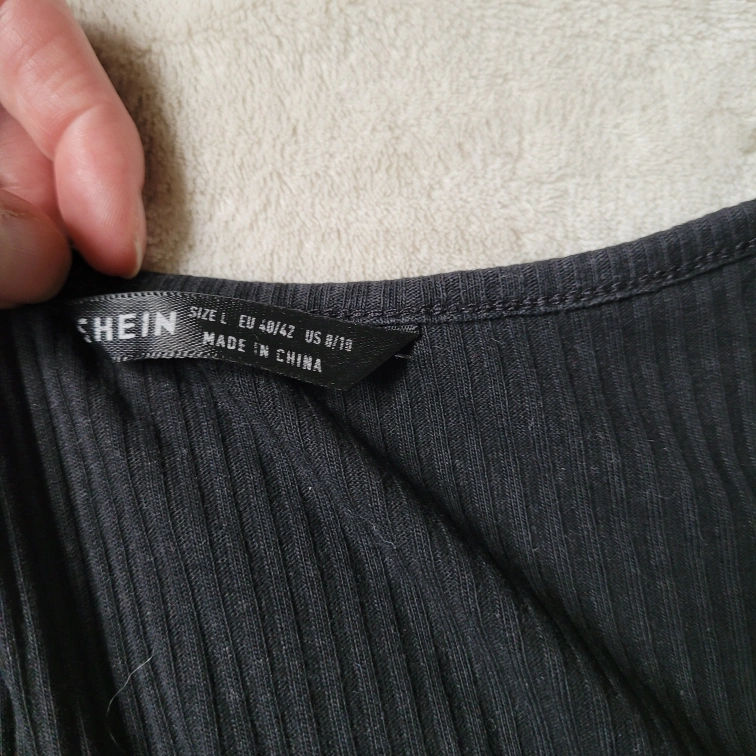 SHEIN
SIZE L EU 40/42 US 8/10
MADE IN CHINA